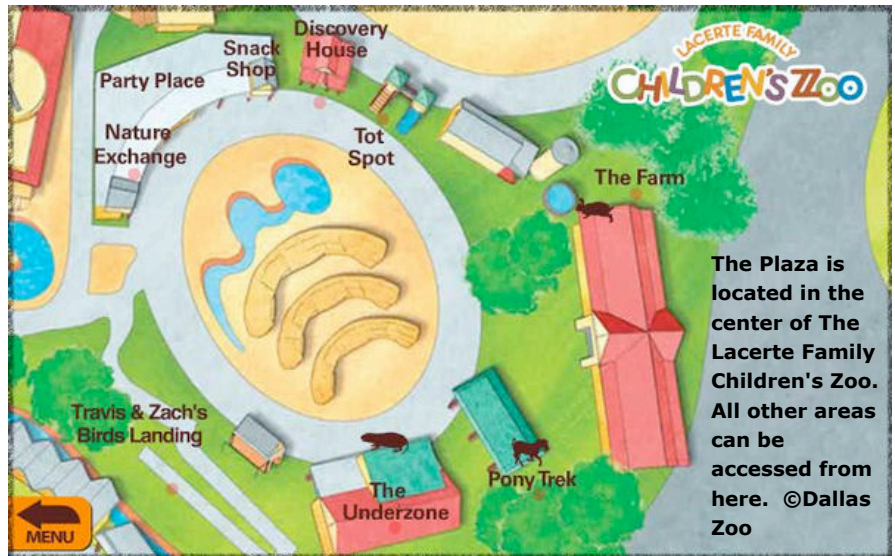 Discovery
House
Snack
Shop
LACERTE FAMILY
CHILDREN'S ZOO
Party Place
Nature
Exchange
Tot
Spot
The Farm
The Plaza is
located in the
center of The
Lacerte Family
Children's Zoo.
All other areas
can be
accessed from
here. ©Dallas
Zoo
Travis & Zach's
Birds Landing
The
Underzone
Pony Trek
MENU